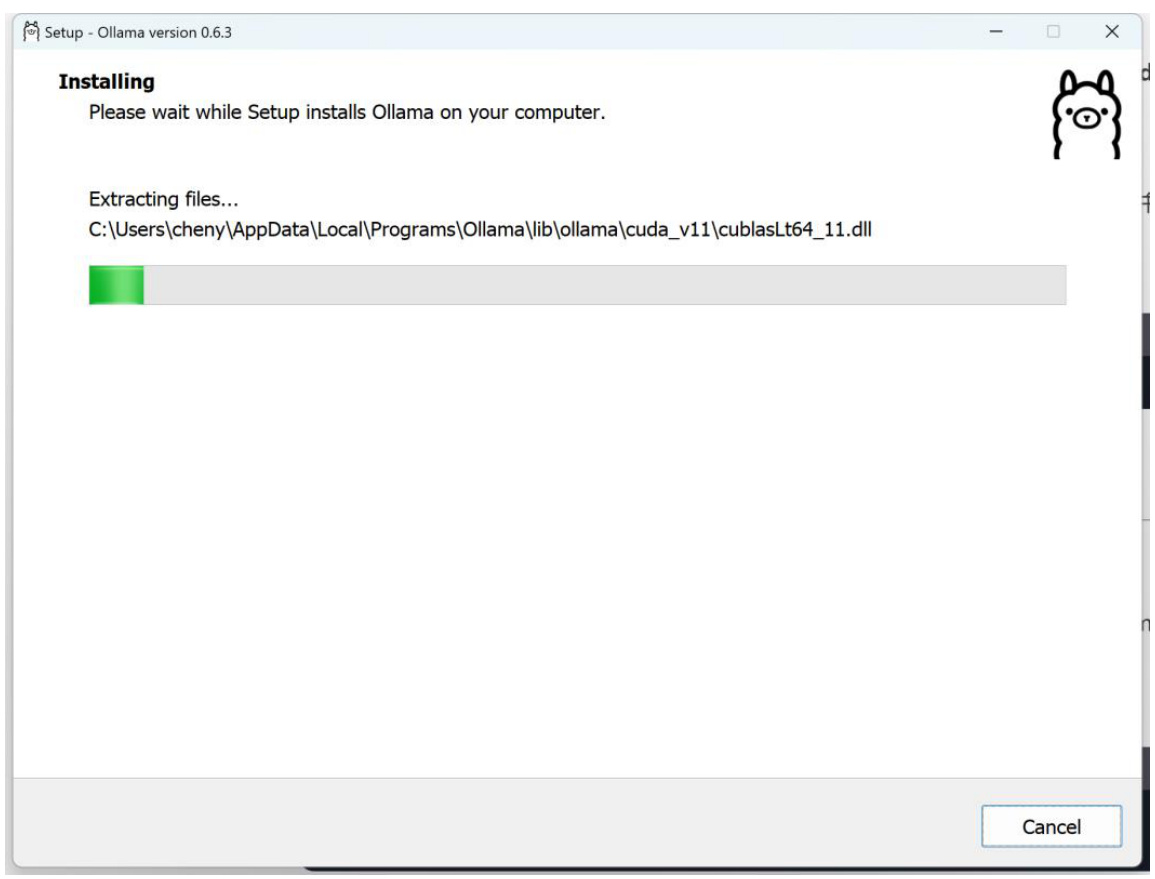 Setup - Ollama version 0.6.3
Installing
Please wait while Setup installs Ollama on your computer.
Extracting files...
C:\Users\cheny\AppData\Local\Programs\Ollama\lib\ollama\cuda_v11\cublasLt64_11.dll
Cancel